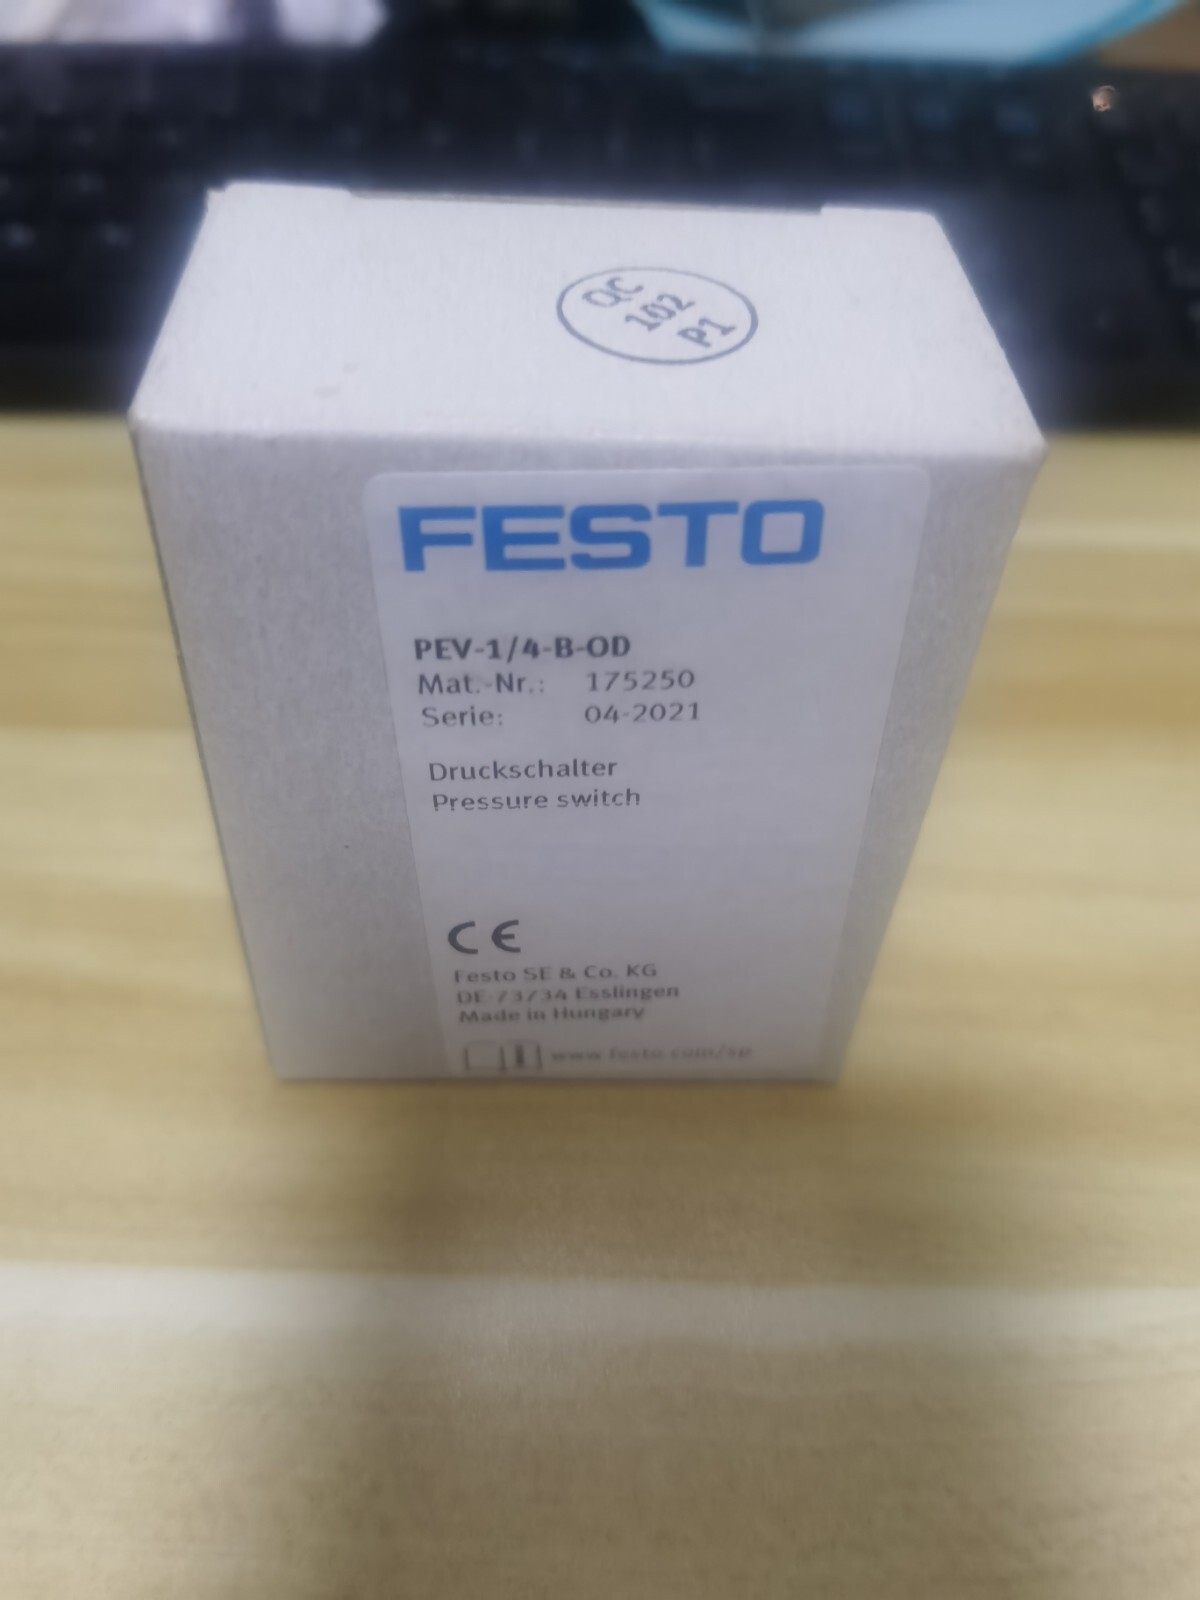 QC
102
P1
FESTO
PEV-1/4-B-OD
Mat.-Nr.: 175250
Serie: 04-2021
Druckschalter
Pressure switch
CE
Festo SE & Co. KG
DE-73734 Esslingen
Made in Hungary
www.festo.com/sp